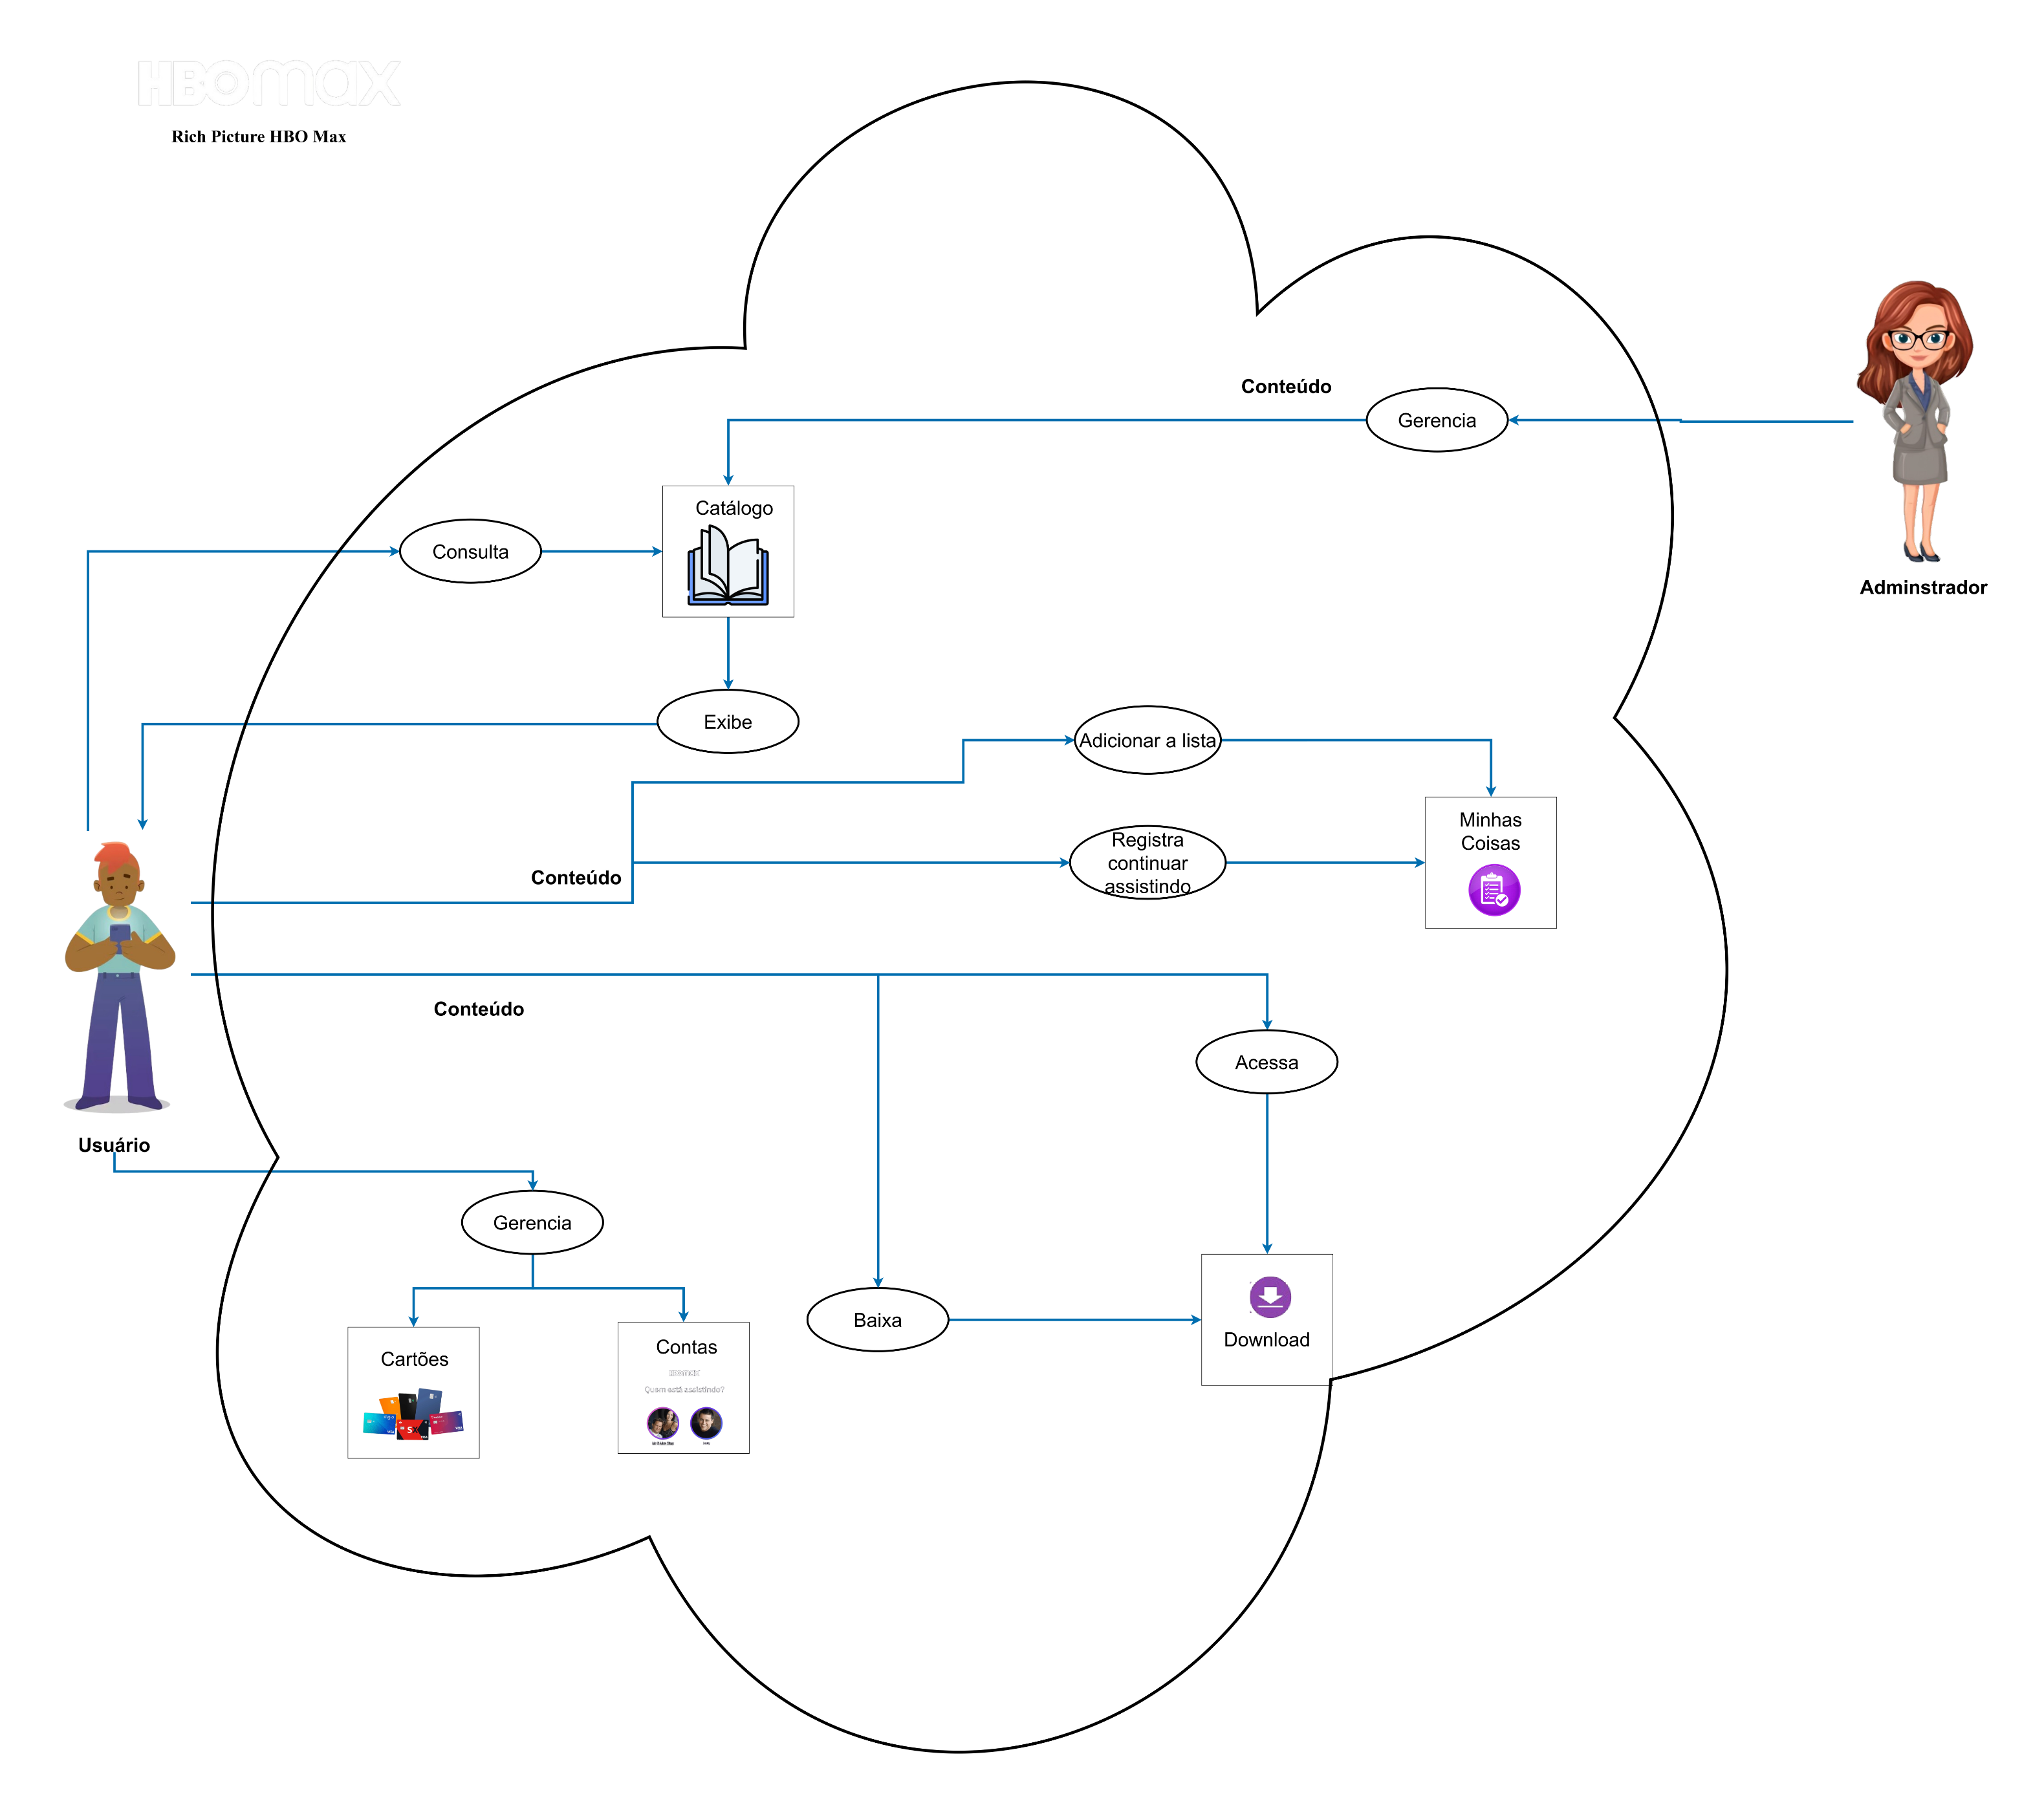 HBOmax
Rich Picture HBO Max
Conteúdo
Gerencia
Catálogo
Consulta
Adminstrador
Exibe
Adicionar a lista
Minhas
Coisas
Registra
continuar
assistindo
Conteúdo
Conteúdo
Acessa
Usuário
Gerencia
Baixa
Download
Cartões
Contas
HBOmax
Quem está assistindo?